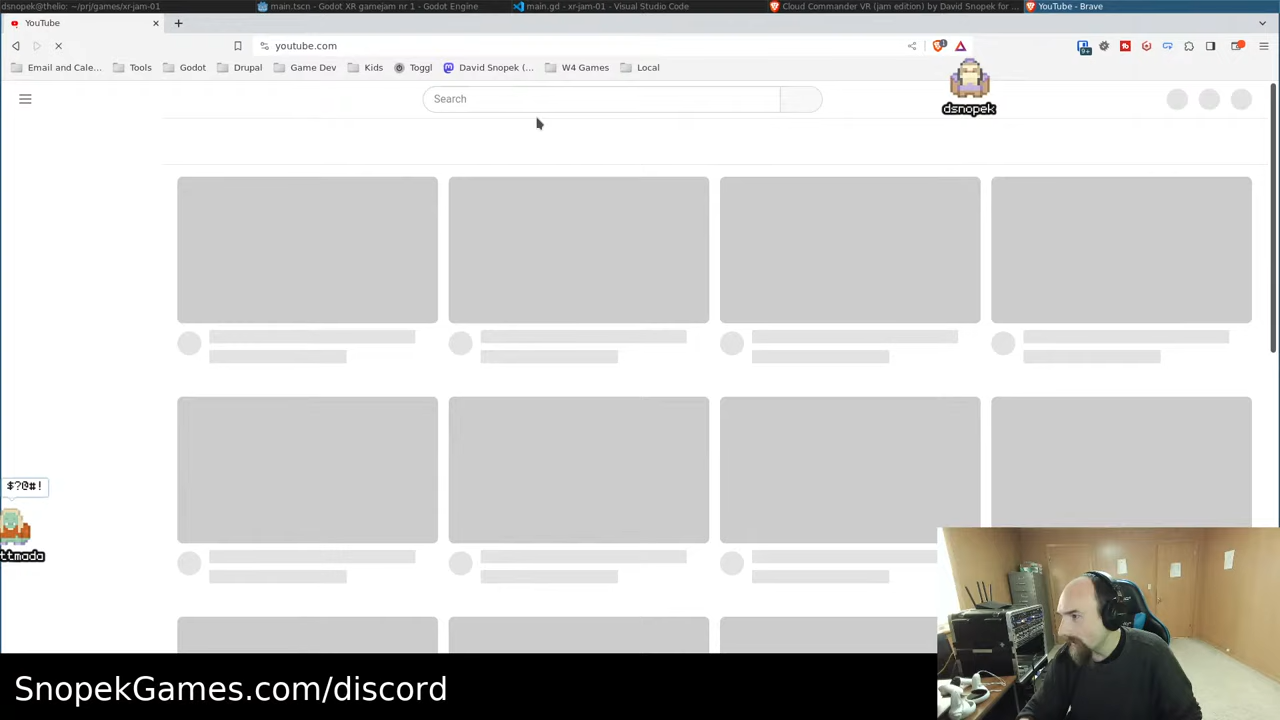 dsnopek@thelio: ~/prj/games/xr-jam-01
main.tscn - Godot XR gamejam nr 1 - Godot Engine
main.gd - xr-jam-01 - Visual Studio Code
Cloud Commander VR (jam edition) by David Snopek for ...
YouTube - Brave
YouTube
youtube.com
1
9+
Email and Cale...
Tools
Godot
Drupal
Game Dev
Kids
Toggl
David Snopek (...
W4 Games
Local
Search
dsnopek
$?@#!
ttmada
SnopekGames.com/discord